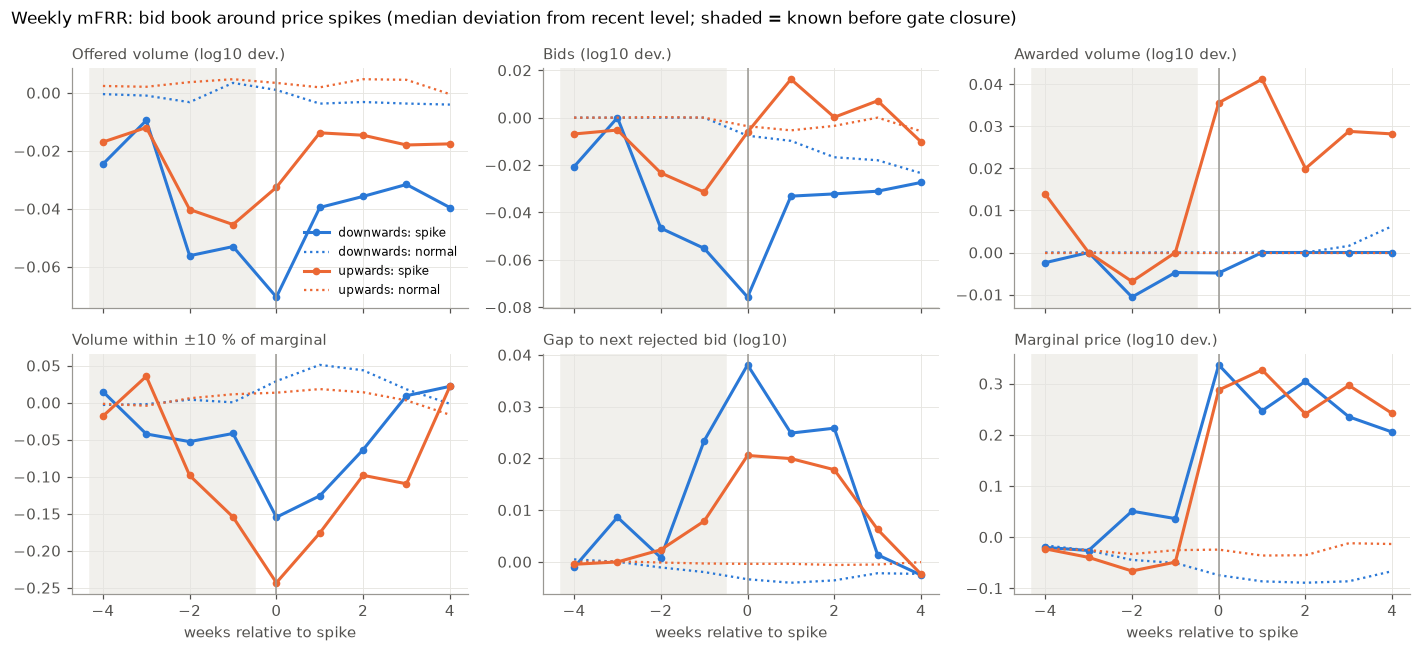 Weekly mFRR: bid book around price spikes (median deviation from recent level; shaded = known before gate closure)
Offered volume (log10 dev.)
0.00
−0.02
−0.04
−0.06
downwards: spike
downwards: normal
upwards: spike
upwards: normal
Bids (log10 dev.)
0.02
0.00
−0.02
−0.04
−0.06
−0.08
Awarded volume (log10 dev.)
0.04
0.03
0.02
0.01
0.00
−0.01
Volume within ±10 % of marginal
0.05
0.00
−0.05
−0.10
−0.15
−0.20
−0.25
−4 −2 0 2 4
weeks relative to spike
Gap to next rejected bid (log10)
0.04
0.03
0.02
0.01
0.00
−4 −2 0 2 4
weeks relative to spike
Marginal price (log10 dev.)
0.3
0.2
0.1
0.0
−0.1
−4 −2 0 2 4
weeks relative to spike